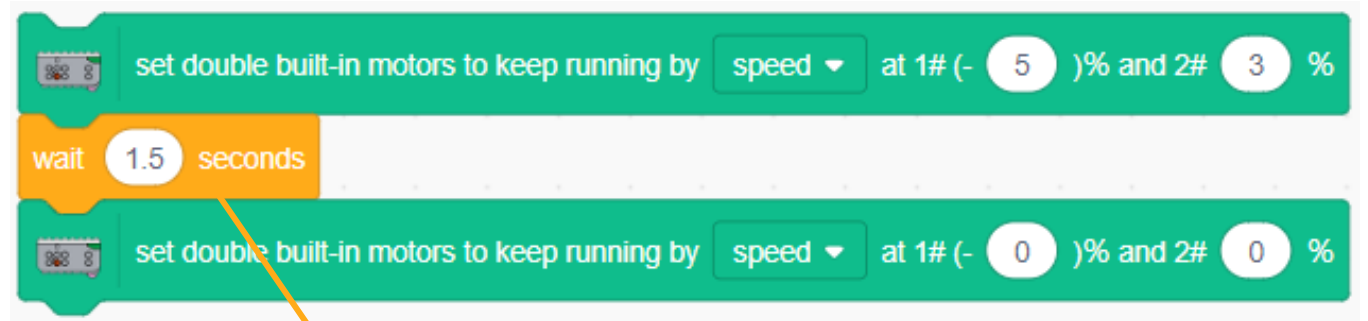 set double built-in motors to keep running by speed at 1# (- 5 )% and 2# 3 %
wait 1.5 seconds
set double built-in motors to keep running by speed at 1# (- 0 )% and 2# 0 %